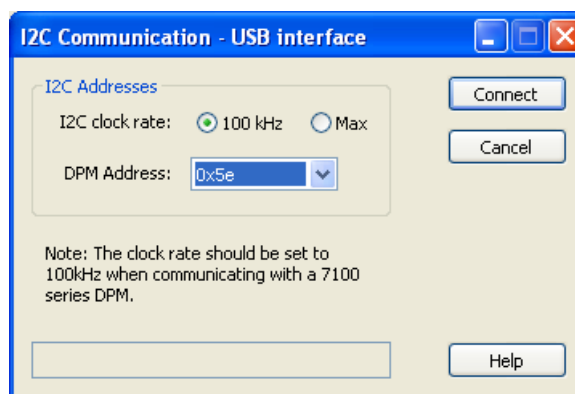 I2C Communication - USB interface
I2C Addresses
I2C clock rate: 100 kHz Max
DPM Address: 0x5e
Connect
Cancel
Note: The clock rate should be set to
100kHz when communicating with a 7100
series DPM.
Help